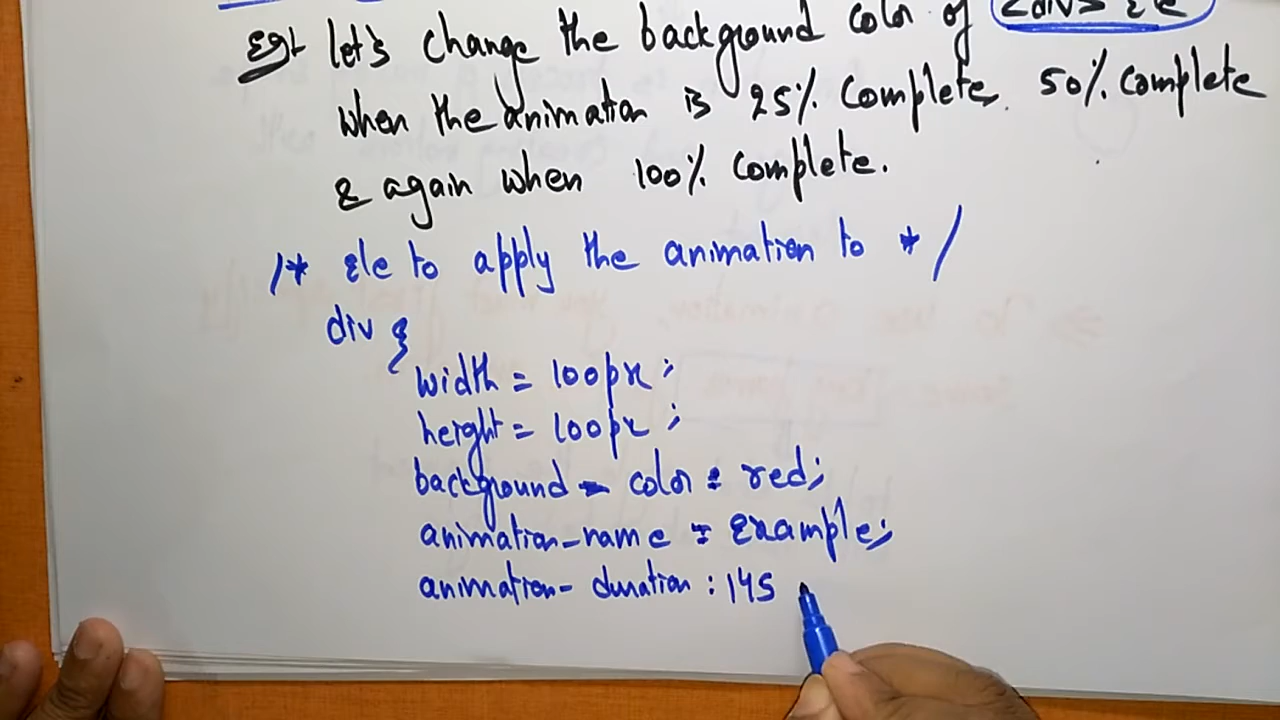 Eg:- let's change the background color of <div> ele
when the animation is 25% complete, 50% complete
& again when 100% complete.
/* ele to apply the animation to */
div {
width = 100px;
height = 100px;
background - color : red;
animation-name : example;
animation- duration : 14s